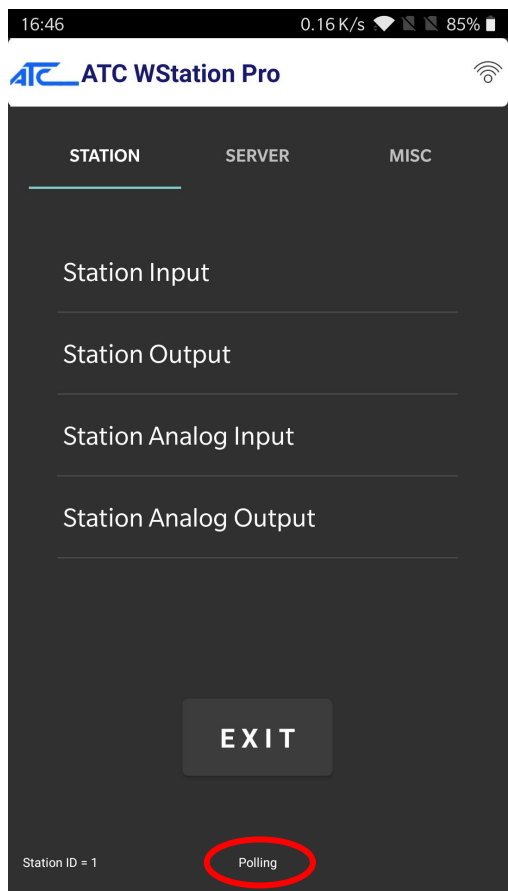 16:46 0.16 K/s 85%
ATC ATC WStation Pro
STATION SERVER MISC
Station Input
Station Output
Station Analog Input
Station Analog Output
EXIT
Station ID = 1 Polling